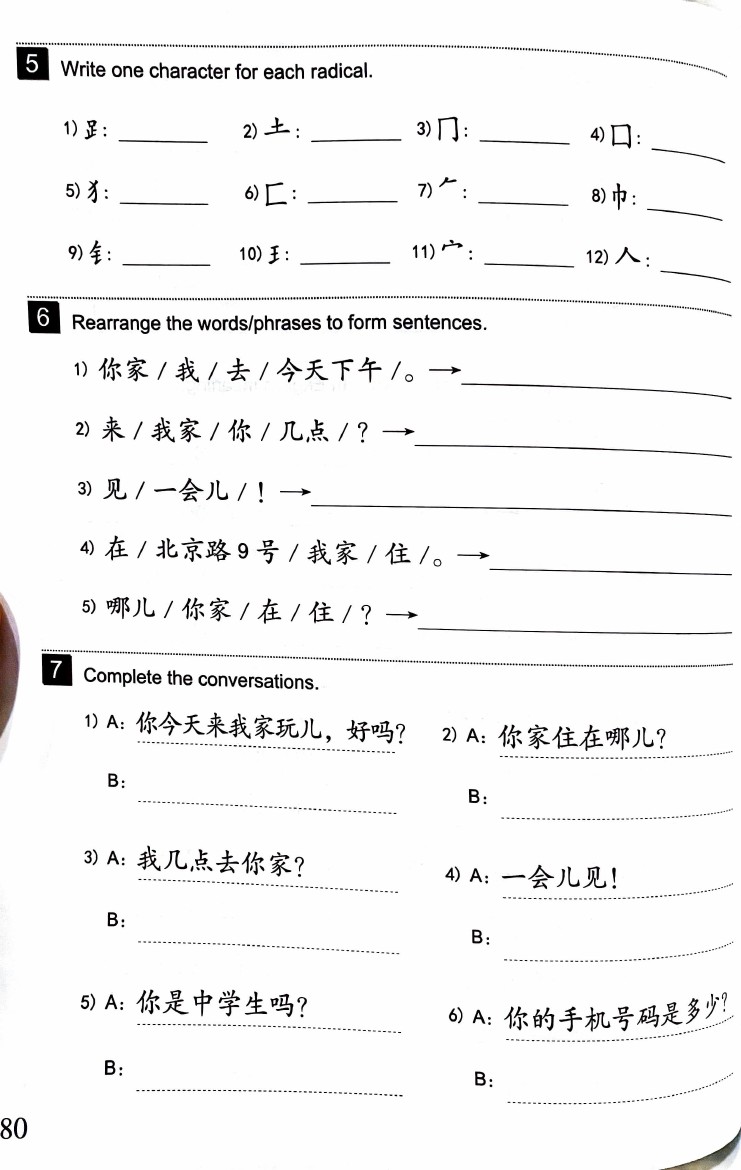 5 Write one character for each radical.
1) ⻊: 2) 土: 3) 冂: 4) 囗:
5) 犭: 6) 匚: 7) 𠂉: 8) 巾:
9) 钅: 10) 王: 11) 宀: 12) 人:
6 Rearrange the words/phrases to form sentences.
1) 你家 / 我 / 去 / 今天下午 /。→
2) 来 / 我家 / 你 / 几点 / ? →
3) 见 / 一会儿 / ! →
4) 在 / 北京路 9 号 / 我家 / 住 /。→
5) 哪儿 / 你家 / 在 / 住 / ? →
7 Complete the conversations.
1) A: 你今天来我家玩儿，好吗? 2) A: 你家住在哪儿?
B: B:
3) A: 我几点去你家? 4) A: 一会儿见!
B: B:
5) A: 你是中学生吗? 6) A: 你的手机号码是多少?
B: B:
80